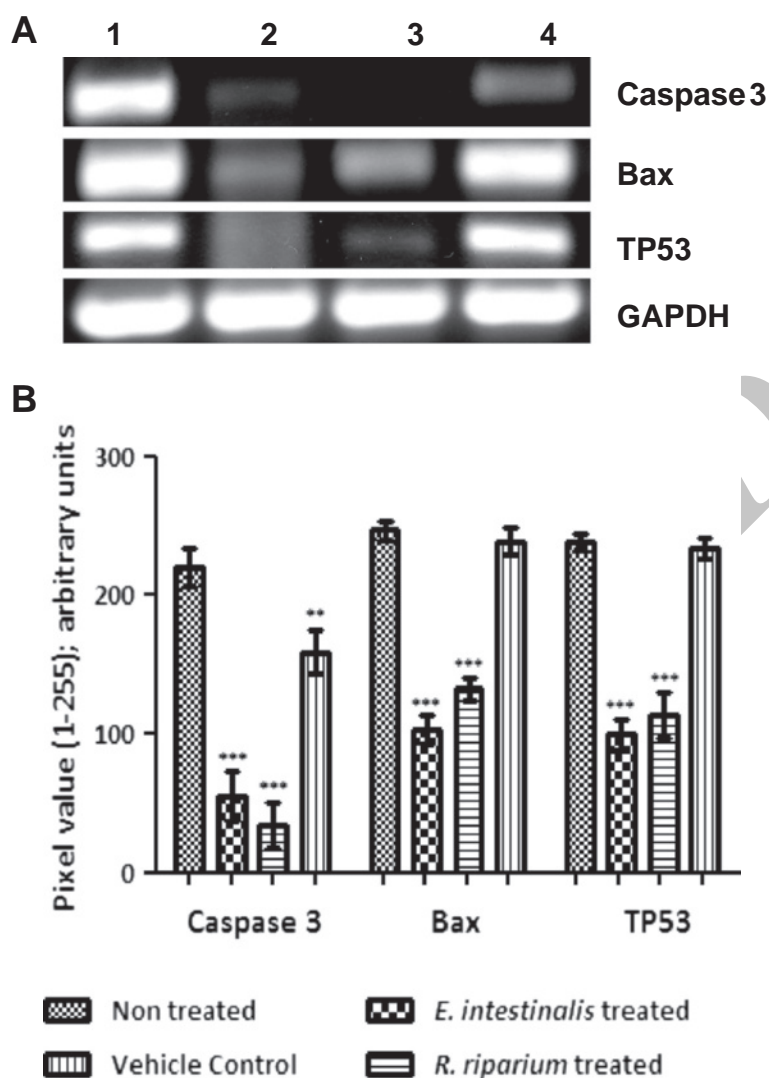 A
1 2 3 4
Caspase 3
Bax
TP53
GAPDH
B
Pixel value (1-255); arbitrary units
300
200
100
0
*** *** **
*** ***
*** ***
Caspase 3 Bax TP53
Non treated E. intestinalis treated
Vehicle Control R. riparium treated